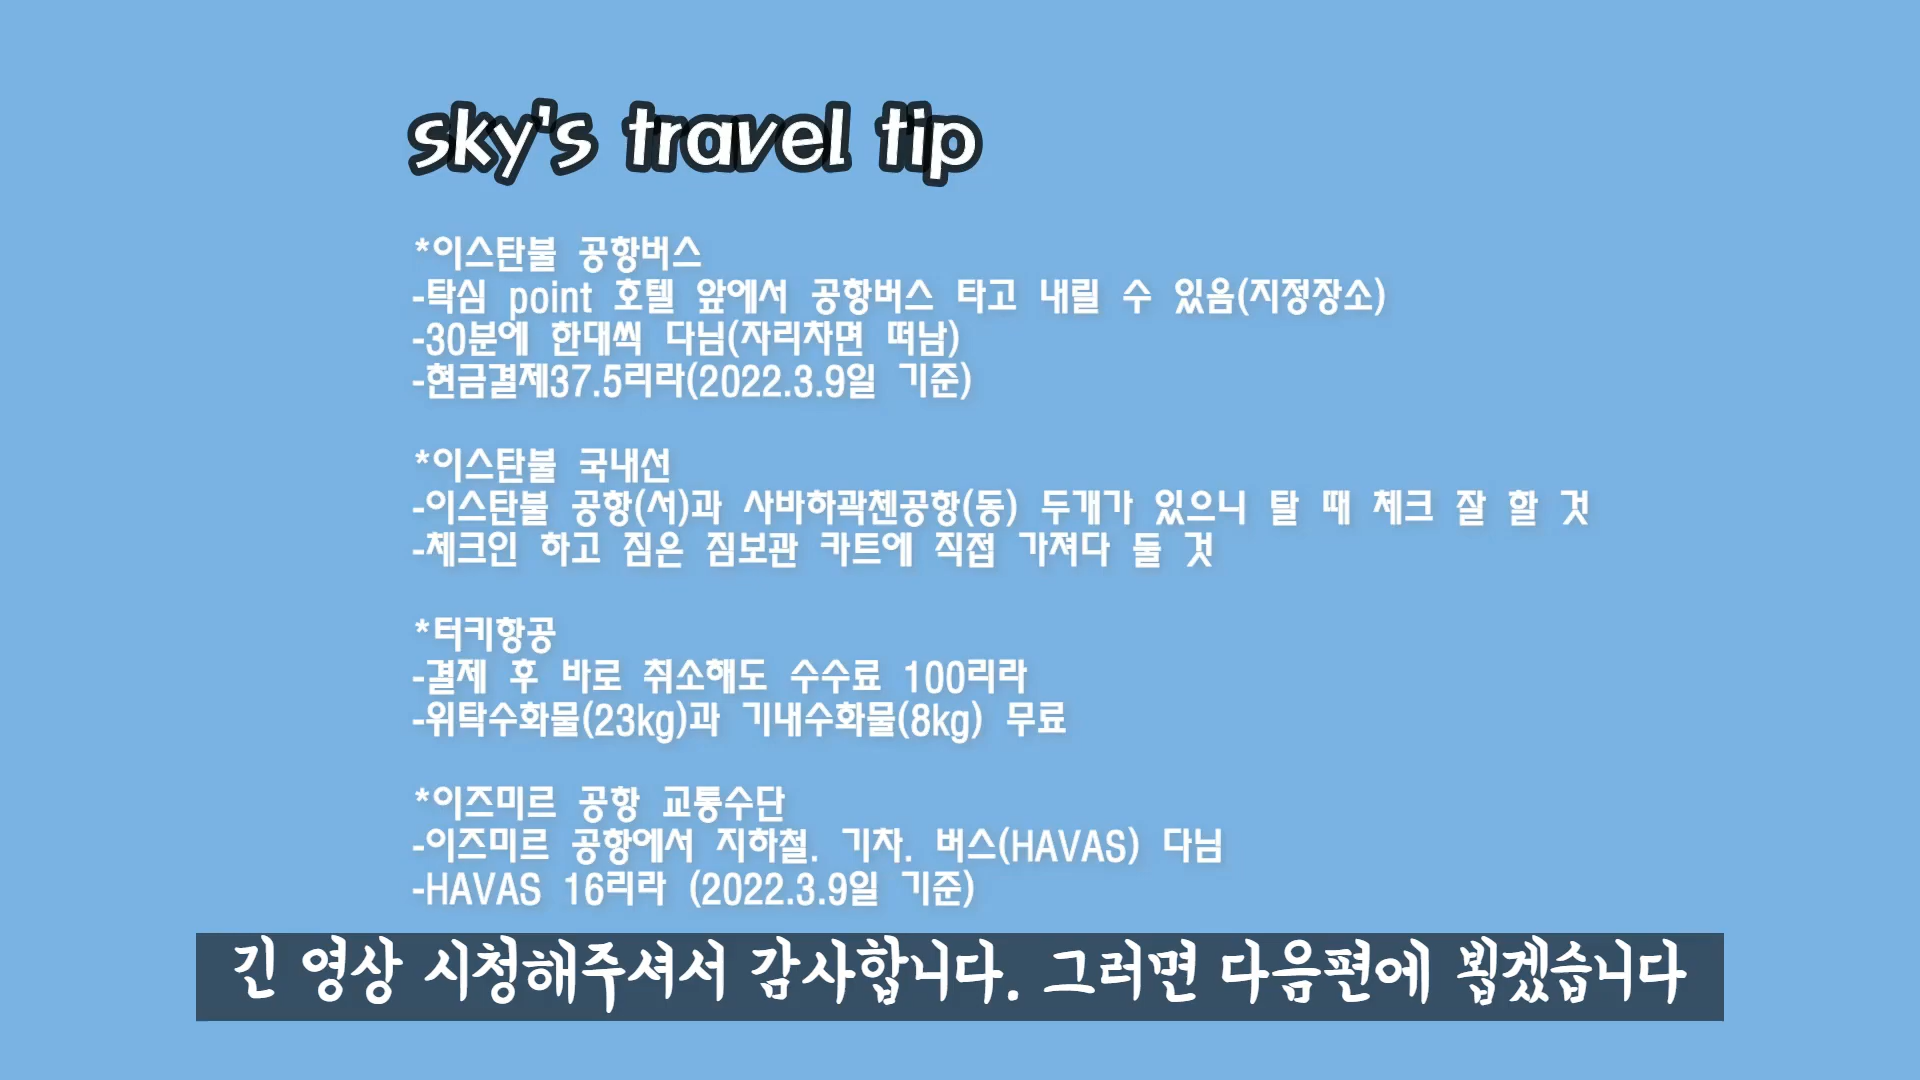 sky's travel tip
*이스탄불 공항버스
-탁심 point 호텔 앞에서 공항버스 타고 내릴 수 있음(지정장소)
-30분에 한대씩 다님(자리차면 떠남)
-현금결제37.5리라(2022.3.9일 기준)
*이스탄불 국내선
-이스탄불 공항(서)과 사바하곽첸공항(동) 두개가 있으니 탈 때 체크 잘 할 것
-체크인 하고 짐은 짐보관 카트에 직접 가져다 둘 것
*터키항공
-결제 후 바로 취소해도 수수료 100리라
-위탁수화물(23kg)과 기내수화물(8kg) 무료
*이즈미르 공항 교통수단
-이즈미르 공항에서 지하철. 기차. 버스(HAVAS) 다님
-HAVAS 16리라 (2022.3.9일 기준)
긴 영상 시청해주셔서 감사합니다. 그러면 다음편에 뵙겠습니다